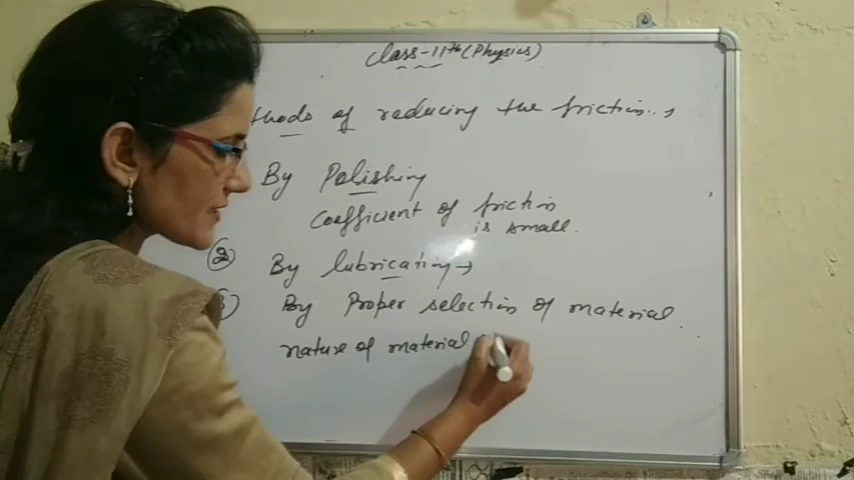 Class-11th (Physics)
thods of reducing the friction..→
By Polishing
Coefficient of friction
is small.
(2) By lubricating→
3) By Proper selection of material.
nature of material